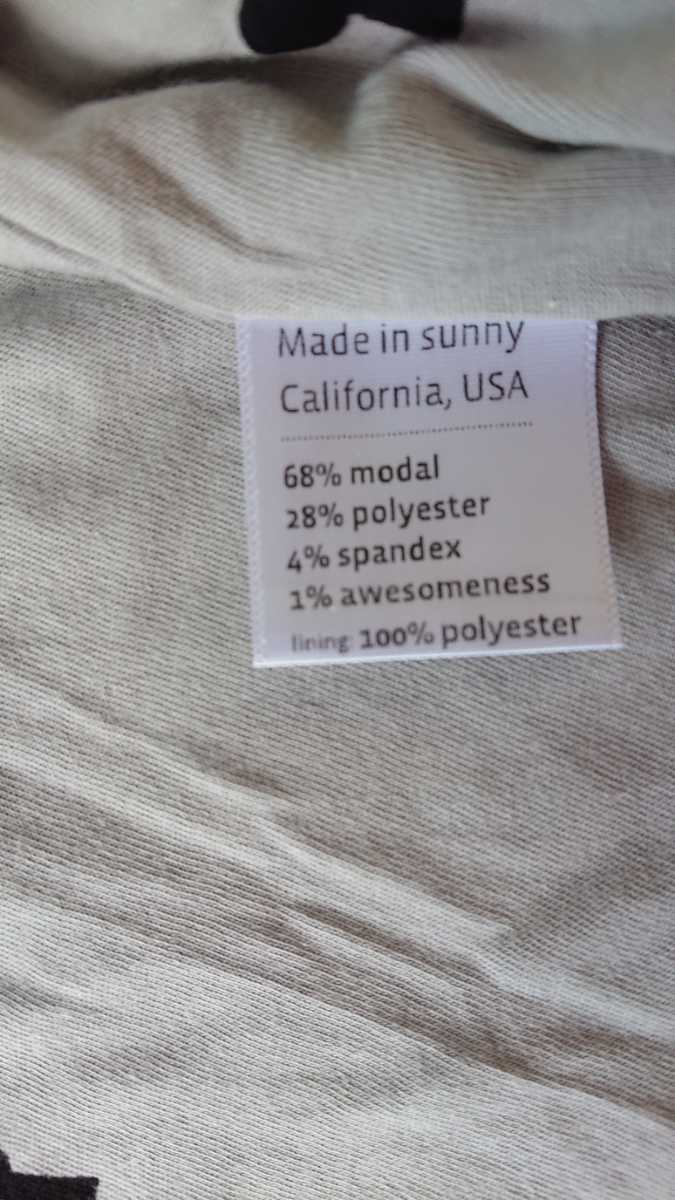 Made in sunny
California, USA
68% modal
28% polyester
4% spandex
1% awesomeness
lining: 100% polyester